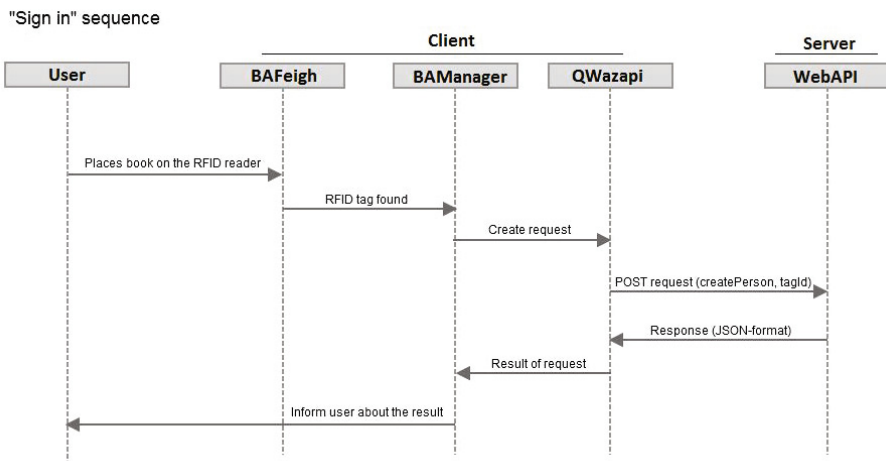 "Sign in" sequence
Client
Server
User
BAFeigh
BAManager
QWazapi
WebAPI
Places book on the RFID reader
RFID tag found
Create request
POST request (createPerson, tagId)
Response (JSON-format)
Result of request
Inform user about the result